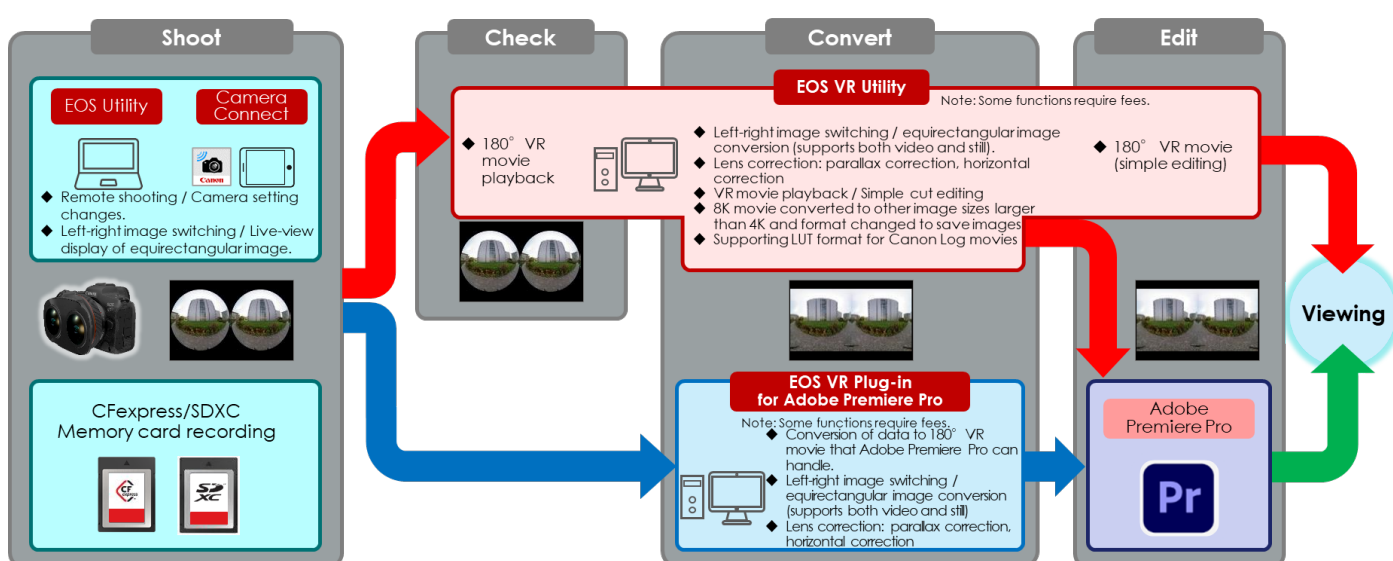 Shoot
Check
Convert
Edit
EOS Utility
Camera
Connect
Canon
◆ Remote shooting / Camera setting
changes.
◆ Left-right image switching / Live-view
display of equirectangular image.
CFexpress/SDXC
Memory card recording
CF
express
SD
XC
EOS VR Utility
Note: Some functions require fees.
◆ 180° VR
movie
playback
◆ Left-right image switching / equirectangular image
conversion (supports both video and still).
◆ Lens correction: parallax correction, horizontal
correction
◆ VR movie playback / Simple cut editing
◆ 8K movie converted to other image sizes larger
than 4K and format changed to save images
◆ Supporting LUT format for Canon Log movies
◆ 180° VR movie
(simple editing)
EOS VR Plug-in
for Adobe Premiere Pro
Note: Some functions require fees.
◆ Conversion of data to 180° VR
movie that Adobe Premiere Pro can
handle.
◆ Left-right image switching /
equirectangular image conversion
(supports both video and still)
◆ Lens correction: parallax correction,
horizontal correction
Adobe
Premiere Pro
Pr
Viewing